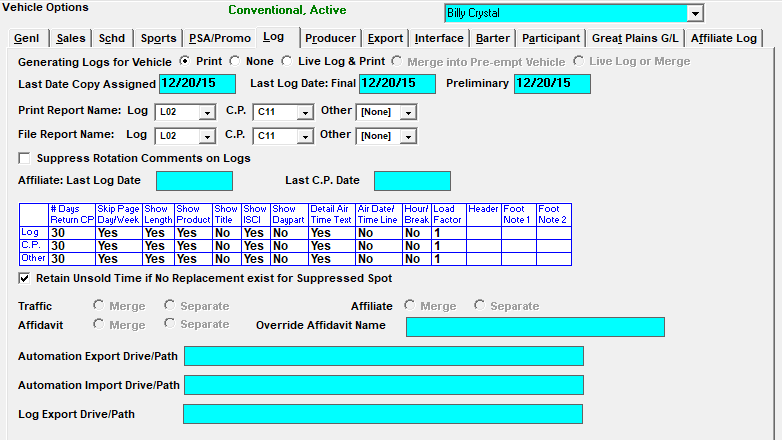 Vehicle Options Conventional, Active Billy Crystal
Genl Sales Schd Sports PSA/Promo Log Producer Export Interface Barter Participant Great Plains G/L Affiliate Log
Generating Logs for Vehicle Print None Live Log & Print Merge into Pre-empt Vehicle Live Log or Merge
Last Date Copy Assigned 12/20/15 Last Log Date: Final 12/20/15 Preliminary 12/20/15
Print Report Name: Log L02 C.P. C11 Other [None]
File Report Name: Log L02 C.P. C11 Other [None]
Suppress Rotation Comments on Logs
Affiliate: Last Log Date Last C.P. Date
# Days Skip Page Show Show Show Show Show Detail Air Air Date/ Hour/ Load Header Foot Foot
Return CP Day/Week Length Product Title ISCI Daypart Time Text Time Line Break Factor Note 1 Note 2
Log 30 Yes Yes Yes No Yes No Yes No No 1
C.P. 30 Yes Yes Yes No Yes No Yes No No 1
Other 30 Yes Yes Yes No Yes No Yes No No 1
Retain Unsold Time if No Replacement exist for Suppressed Spot
Traffic Merge Separate Affiliate Merge Separate
Affidavit Merge Separate Override Affidavit Name
Automation Export Drive/Path
Automation Import Drive/Path
Log Export Drive/Path